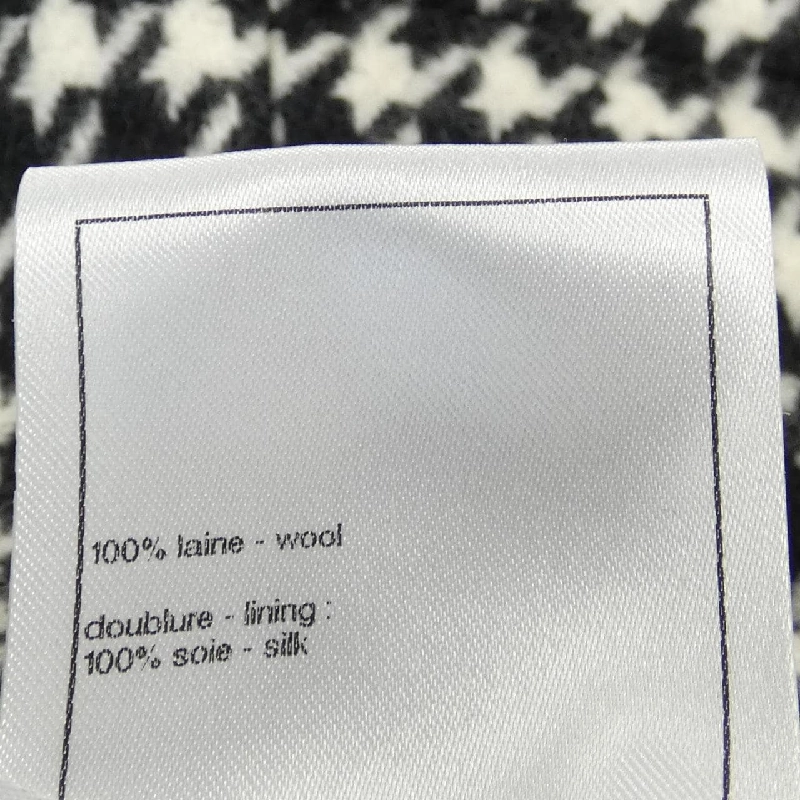 100% laine - wool
doublure - lining :
100% soie - silk